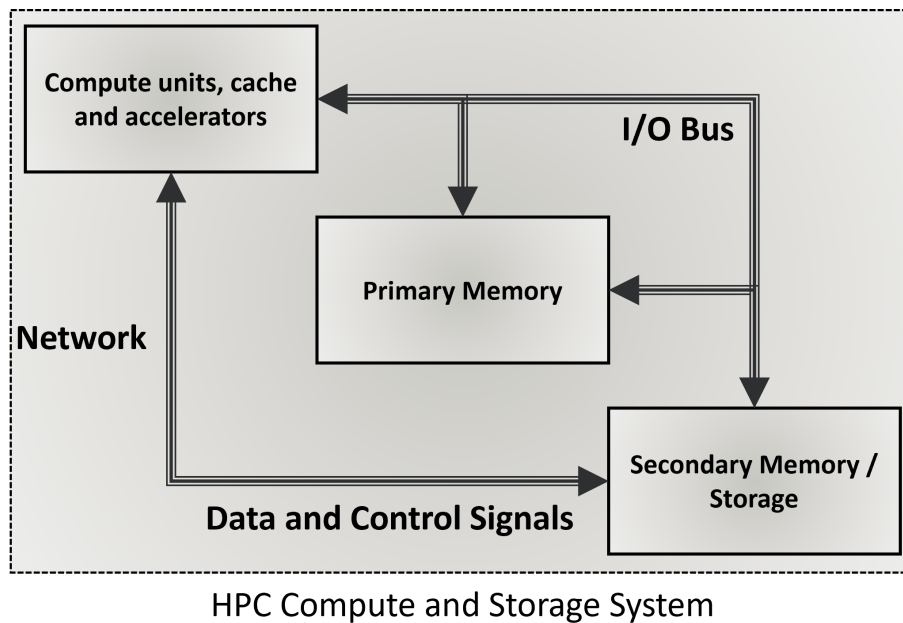 Compute units, cache
and accelerators
I/O Bus
Primary Memory
Network
Secondary Memory /
Storage
Data and Control Signals
HPC Compute and Storage System